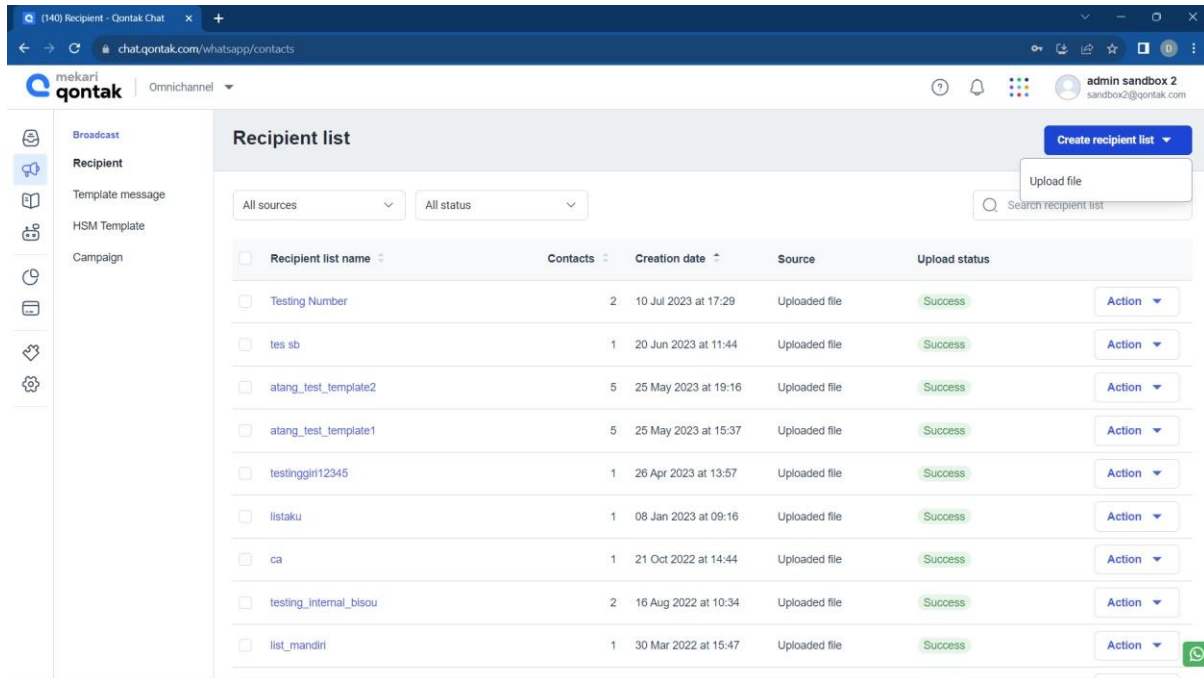 (140) Recipient - Qontak Chat
chat.qontak.com/whatsapp/contacts
D
mekari
qontak
Omnichannel
admin sandbox 2
sandbox2@qontak.com
Broadcast
Recipient
Template message
HSM Template
Campaign
Recipient list
Create recipient list
Upload file
All sources
All status
Search recipient list
Recipient list name Contacts Creation date Source Upload status
Testing Number 2 10 Jul 2023 at 17:29 Uploaded file Success Action
tes sb 1 20 Jun 2023 at 11:44 Uploaded file Success Action
atang_test_template2 5 25 May 2023 at 19:16 Uploaded file Success Action
atang_test_template1 5 25 May 2023 at 15:37 Uploaded file Success Action
testinggiri12345 1 26 Apr 2023 at 13:57 Uploaded file Success Action
listaku 1 08 Jan 2023 at 09:16 Uploaded file Success Action
ca 1 21 Oct 2022 at 14:44 Uploaded file Success Action
testing_internal_bisou 2 16 Aug 2022 at 10:34 Uploaded file Success Action
list_mandiri 1 30 Mar 2022 at 15:47 Uploaded file Success Action